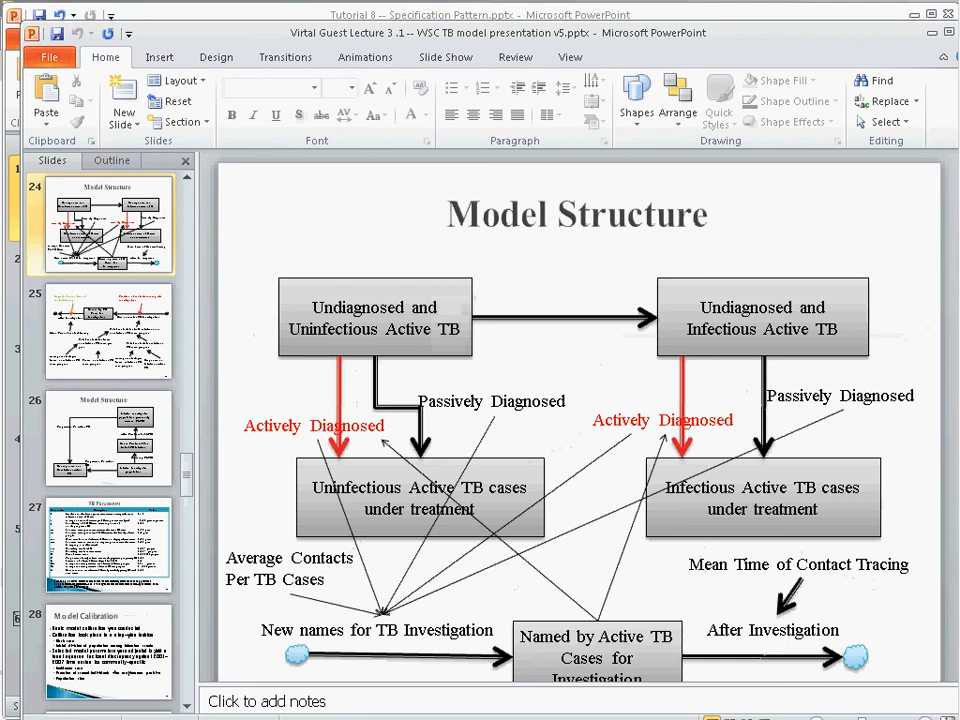 Tutorial 8 -- Specification Pattern.pptx - Microsoft PowerPoint
Virtal Guest Lecture 3 .1-- WSC TB model presentation v5.pptx - Microsoft PowerPoint
File Home Insert Design Transitions Animations Slide Show Review View
Paste
New
Slide
Layout
Reset
Section
B I U S abc AV Aa A
Shapes Arrange Quick
Styles
Shape Fill
Shape Outline
Shape Effects
Find
Replace
Select
Clipboard Slides Font Paragraph Drawing Editing
Slides Outline
24
Model Structure
25
26
Model Structure
27
TB Parameters
28
Model Calibration
Model Structure
Undiagnosed and
Uninfectious Active TB
Undiagnosed and
Infectious Active TB
Passively Diagnosed
Actively Diagnosed
Passively Diagnosed
Actively Diagnosed
Uninfectious Active TB cases
under treatment
Infectious Active TB cases
under treatment
Average Contacts
Per TB Cases
Mean Time of Contact Tracing
New names for TB Investigation
Named by Active TB
Cases for
Investigation
After Investigation
Click to add notes